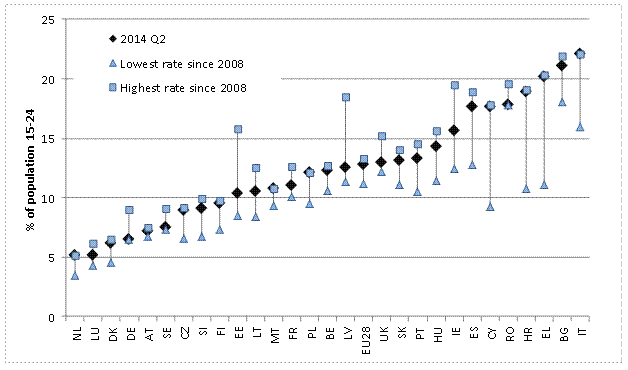 25
20
15
10
5
0
% of population 15-24
2014 Q2
Lowest rate since 2008
Highest rate since 2008
NL LU DK DE AT SE CZ SI FI EE LT MT FR PL BE LV EU28 UK SK PT HU IE ES CY RO HR EL BG IT